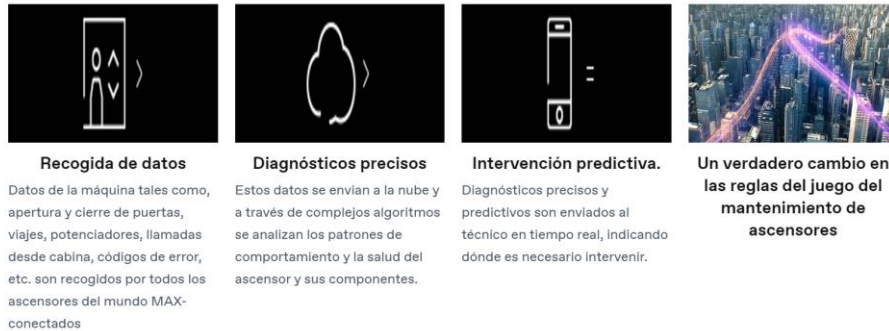 Recogida de datos
Datos de la máquina tales como,
apertura y cierre de puertas,
viajes, potenciadores, llamadas
desde cabina, códigos de error,
etc. son recogidos por todos los
ascensores del mundo MAX-
conectados
Diagnósticos precisos
Estos datos se envían a la nube y
a través de complejos algoritmos
se analizan los patrones de
comportamiento y la salud del
ascensor y sus componentes.
Intervención predictiva.
Diagnósticos precisos y
predictivos son enviados al
técnico en tiempo real, indicando
dónde es necesario intervenir.
Un verdadero cambio en
las reglas del juego del
mantenimiento de
ascensores